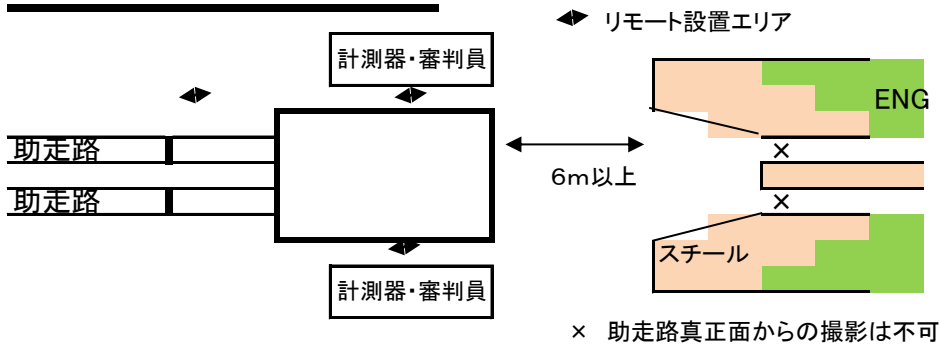 リモート設置エリア
計測器・審判員
ENG
助走路
×
6m以上
助走路
×
スチール
計測器・審判員
× 助走路真正面からの撮影は不可